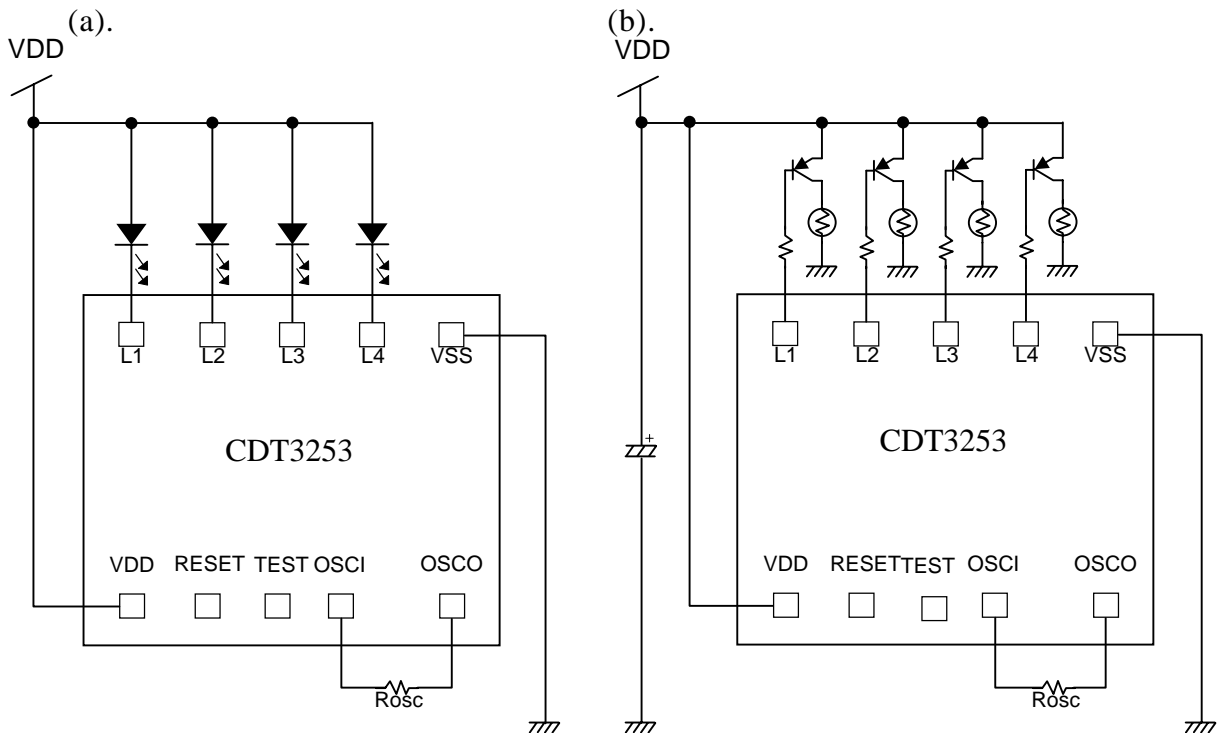 (a).
VDD
L1 L2 L3 L4 VSS
CDT3253
VDD RESET TEST OSCI OSCO
Rosc
(b).
VDD
L1 L2 L3 L4 VSS
+
CDT3253
VDD RESET TEST OSCI OSCO
Rosc